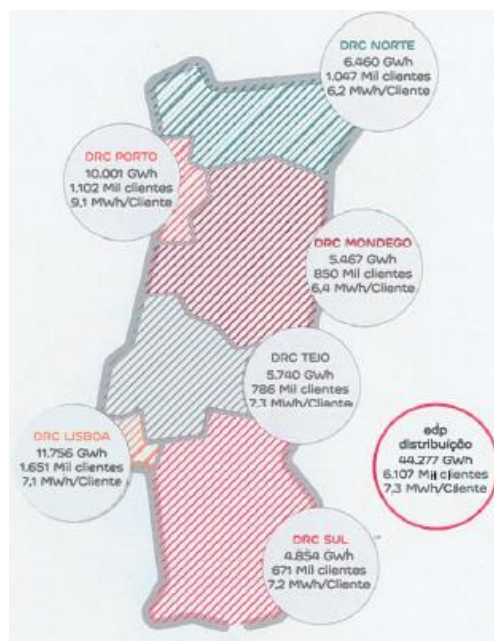 DRC NORTE
6.460 GWh
1.047 Mil clientes
6,2 MWh/Cliente
DRC PORTO
10.001 GWh
1.102 Mil clientes
9,1 MWh/Cliente
DRC MONDEGO
5.467 GWh
850 Mil clientes
6,4 MWh/Cliente
DRC TEJO
5.740 GWh
786 Mil clientes
7,3 MWh/Cliente
DRC LISBOA
11.756 GWh
1.651 Mil clientes
7,1 MWh/Cliente
edp
distribuição
44.277 GWh
6.107 Mil clientes
7,3 MWh/Cliente
DRC SUL
4.854 GWh
671 Mil clientes
7,2 MWh/Cliente